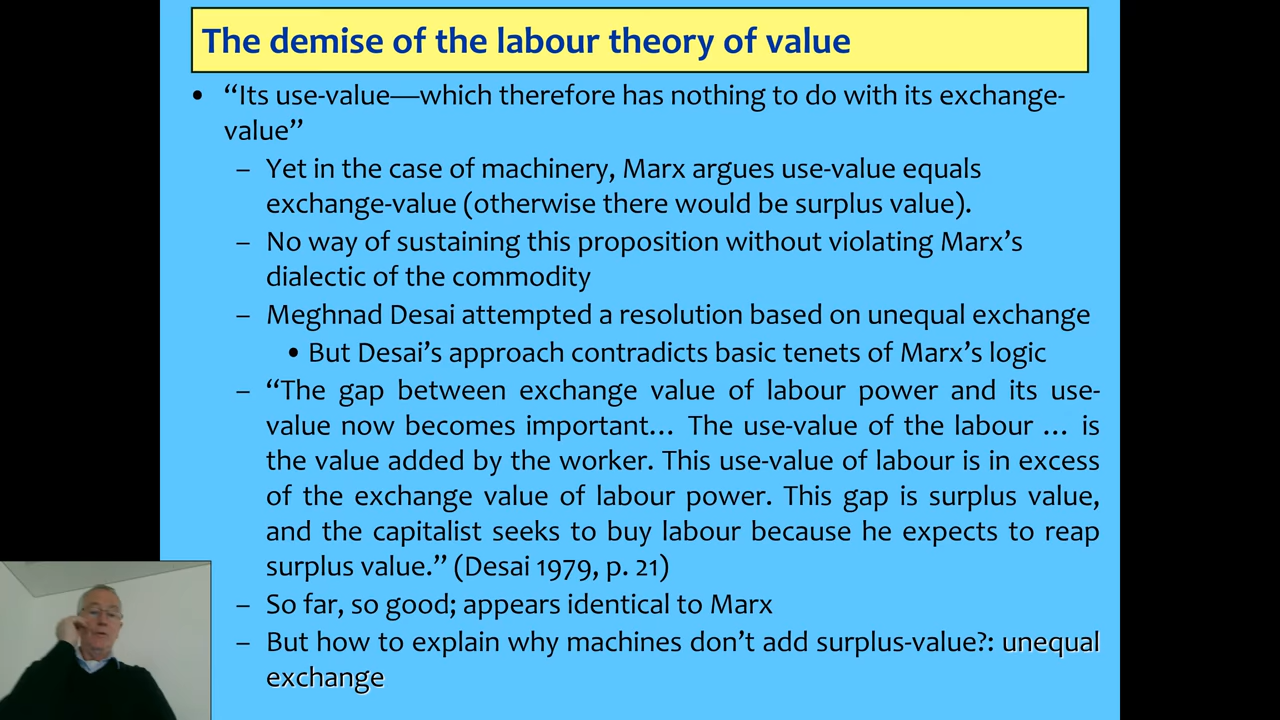 The demise of the labour theory of value
• “Its use-value—which therefore has nothing to do with its exchange-
value”
– Yet in the case of machinery, Marx argues use-value equals
exchange-value (otherwise there would be surplus value).
– No way of sustaining this proposition without violating Marx’s
dialectic of the commodity
– Meghnad Desai attempted a resolution based on unequal exchange
• But Desai’s approach contradicts basic tenets of Marx’s logic
– “The gap between exchange value of labour power and its use-
value now becomes important… The use-value of the labour … is
the value added by the worker. This use-value of labour is in excess
of the exchange value of labour power. This gap is surplus value,
and the capitalist seeks to buy labour because he expects to reap
surplus value.” (Desai 1979, p. 21)
– So far, so good; appears identical to Marx
– But how to explain why machines don’t add surplus-value?: unequal
exchange